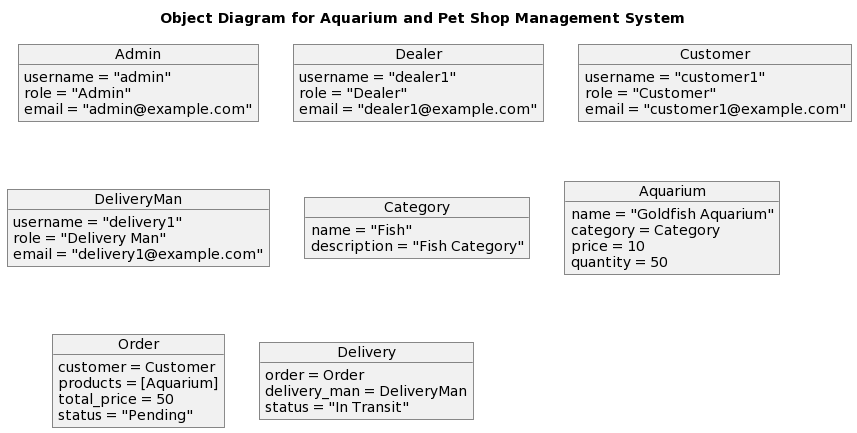 Object Diagram for Aquarium and Pet Shop Management System
Admin
username = "admin"
role = "Admin"
email = "admin@example.com"
Dealer
username = "dealer1"
role = "Dealer"
email = "dealer1@example.com"
Customer
username = "customer1"
role = "Customer"
email = "customer1@example.com"
DeliveryMan
username = "delivery1"
role = "Delivery Man"
email = "delivery1@example.com"
Category
name = "Fish"
description = "Fish Category"
Aquarium
name = "Goldfish Aquarium"
category = Category
price = 10
quantity = 50
Order
customer = Customer
products = [Aquarium]
total_price = 50
status = "Pending"
Delivery
order = Order
delivery_man = DeliveryMan
status = "In Transit"